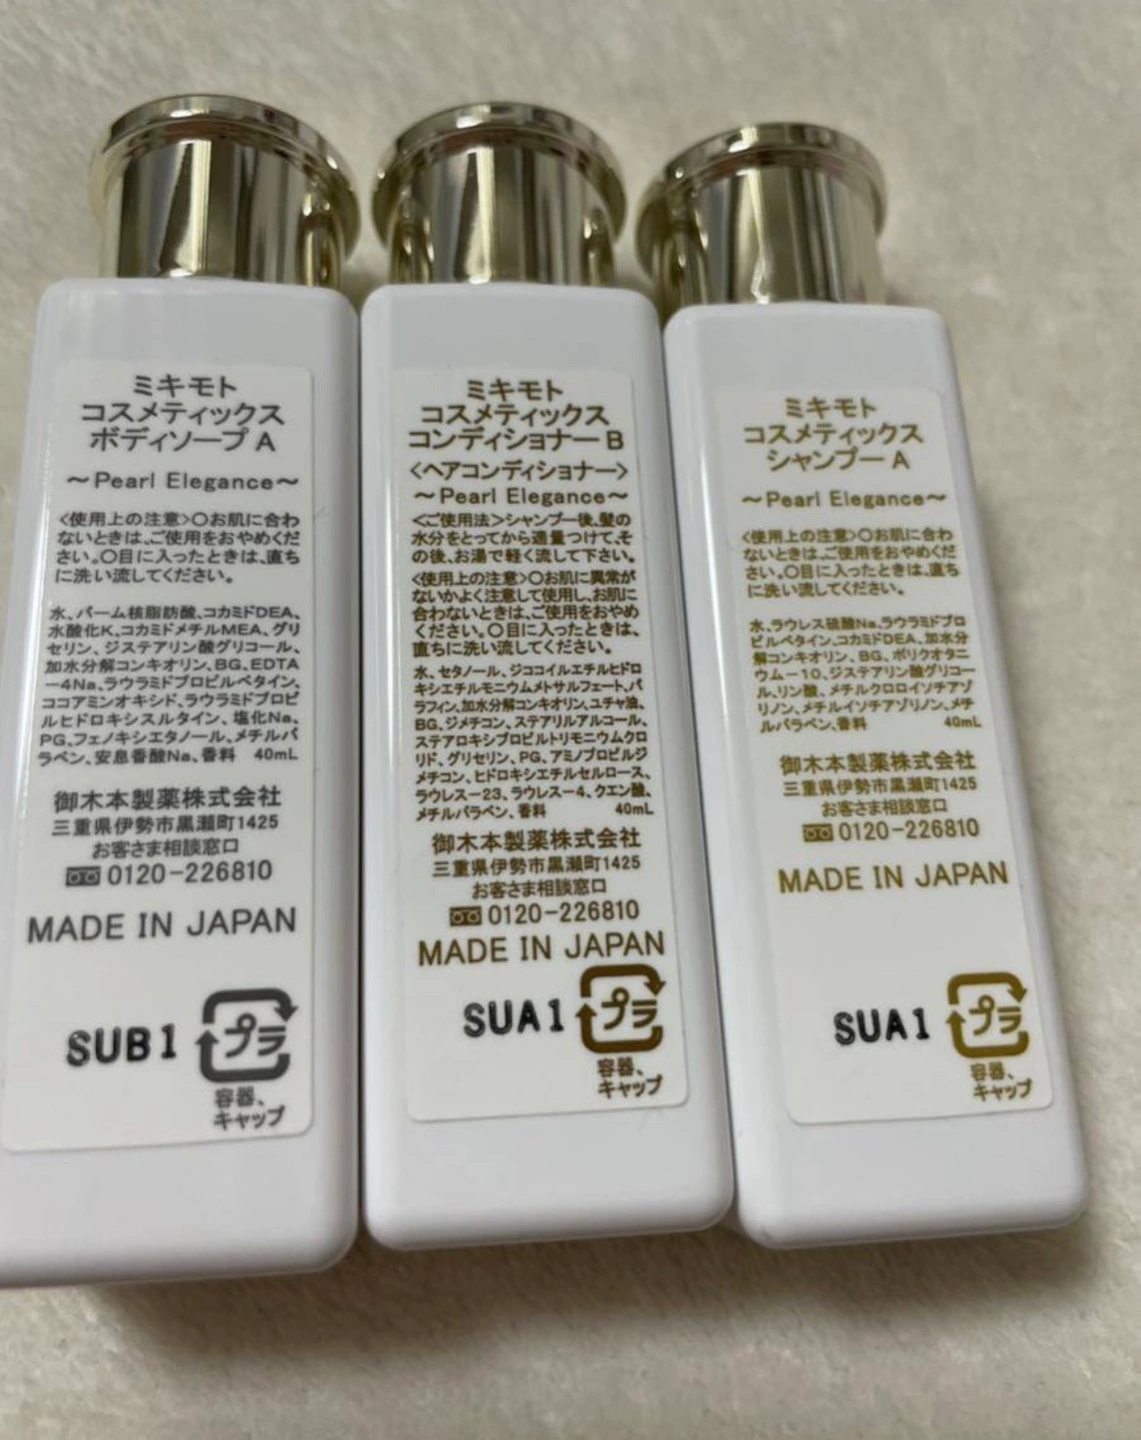 ミキモト
コスメティックス
ボディソープ A
～Pearl Elegance～
<使用上の注意>○お肌に合わ
ないときは、ご使用をおやめくだ
さい。○目に入ったときは、直ち
に洗い流してください。
水、パーム核脂肪酸、コカミドDEA、
水酸化K、コカミドメチルMEA、グリ
セリン、ジステアリン酸グリコール、
加水分解コンキオリン、BG、EDTA
－4Na、ラウラミドプロピルベタイン、
ココアミンオキシド、ラウラミドプロピ
ルヒドロキシスルタイン、塩化Na、
PG、フェノキシエタノール、メチルパ
ラベン、安息香酸Na、香料 40mL
御木本製薬株式会社
三重県伊勢市黒瀬町1425
お客さま相談窓口
0120-226810
MADE IN JAPAN
SUB1
プラ
容器、
キャップ
ミキモト
コスメティックス
コンディショナー B
<ヘアコンディショナー>
～Pearl Elegance～
<ご使用法>シャンプー後、髪の
水分をとってから適量つけて、そ
の後、お湯で軽く流して下さい。
<使用上の注意>○お肌に異常が
ないかよく注意して使用し、お肌に
合わないときは、ご使用をおやめ
ください。○目に入ったときは、
直ちに洗い流してください。
水、セタノール、ジココイルエチルヒドロ
キシエチルモニウムメトサルフェート、パ
ラフィン、加水分解コンキオリン、ユチャ油、
BG、ジメチコン、ステアリルアルコール、
ステアロキシプロピルトリモニウムクロ
リド、グリセリン、PG、アミノプロピルジ
メチコン、ヒドロキシエチルセルロース、
ラウレス－23、ラウレス－4、クエン酸、
メチルパラベン、香料 40mL
御木本製薬株式会社
三重県伊勢市黒瀬町1425
お客さま相談窓口
0120-226810
MADE IN JAPAN
SUA1
プラ
容器、
キャップ
ミキモト
コスメティックス
シャンプー A
～Pearl Elegance～
<使用上の注意>○お肌に合わ
ないときは、ご使用をおやめくだ
さい。○目に入ったときは、直ち
に洗い流してください。
水、ラウレス硫酸Na、ラウラミドプロ
ピルベタイン、コカミドDEA、加水分
解コンキオリン、BG、ポリクオタニ
ウム－10、ジステアリン酸グリコー
ル、リン酸、メチルクロロイソチアゾ
リノン、メチルイソチアゾリノン、メチ
ルパラベン、香料 40mL
御木本製薬株式会社
三重県伊勢市黒瀬町1425
お客さま相談窓口
0120-226810
MADE IN JAPAN
SUA1
プラ
容器、
キャップ